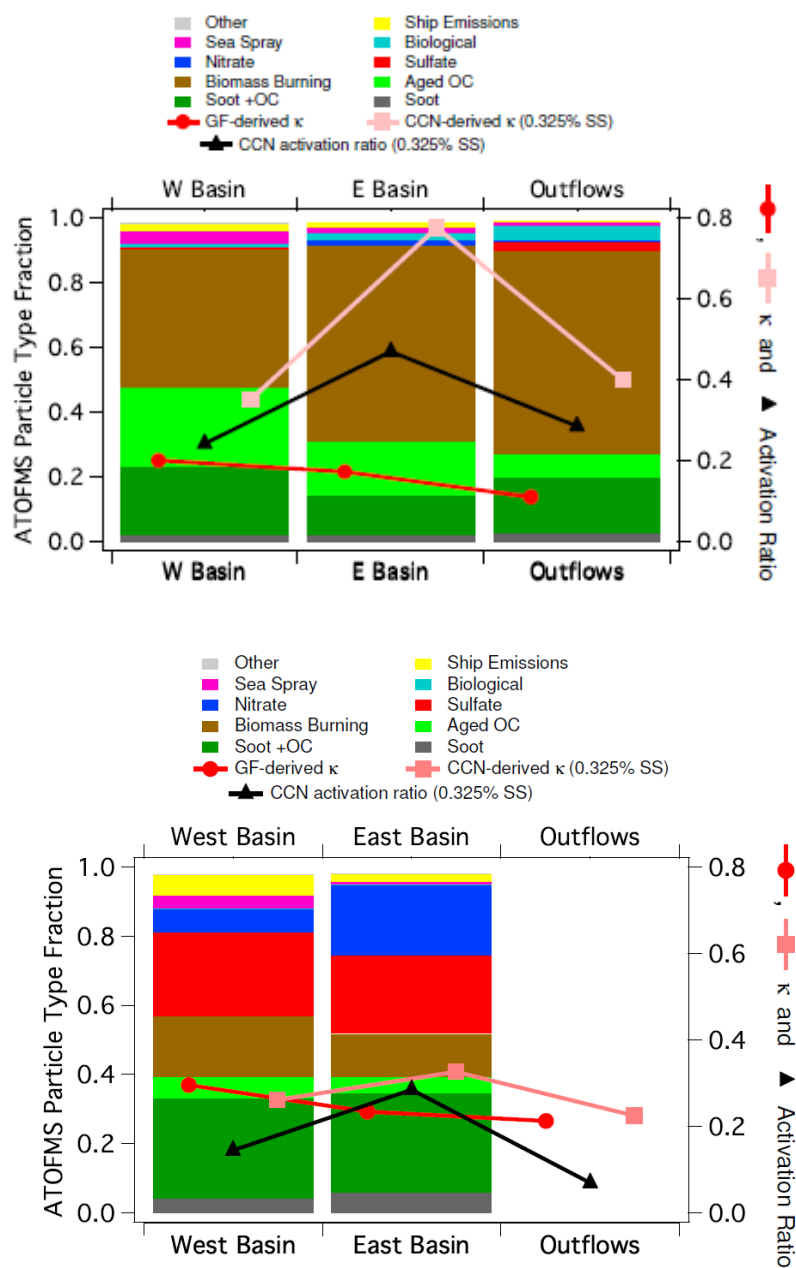 Other Ship Emissions
Sea Spray Biological
Nitrate Sulfate
Biomass Burning Aged OC
Soot +OC Soot
GF-derived κ CCN-derived κ (0.325% SS)
CCN activation ratio (0.325% SS)
W Basin E Basin Outflows
ATOFMS Particle Type Fraction
1.0
0.8
0.6
0.4
0.2
0.0
0.8
0.6
0.4
0.2
0.0
, κ and ▲ Activation Ratio
W Basin E Basin Outflows
Other Ship Emissions
Sea Spray Biological
Nitrate Sulfate
Biomass Burning Aged OC
Soot +OC Soot
GF-derived κ CCN-derived κ (0.325% SS)
CCN activation ratio (0.325% SS)
West Basin East Basin Outflows
ATOFMS Particle Type Fraction
1.0
0.8
0.6
0.4
0.2
0.0
0.8
0.6
0.4
0.2
0.0
, κ and ▲ Activation Ratio
West Basin East Basin Outflows